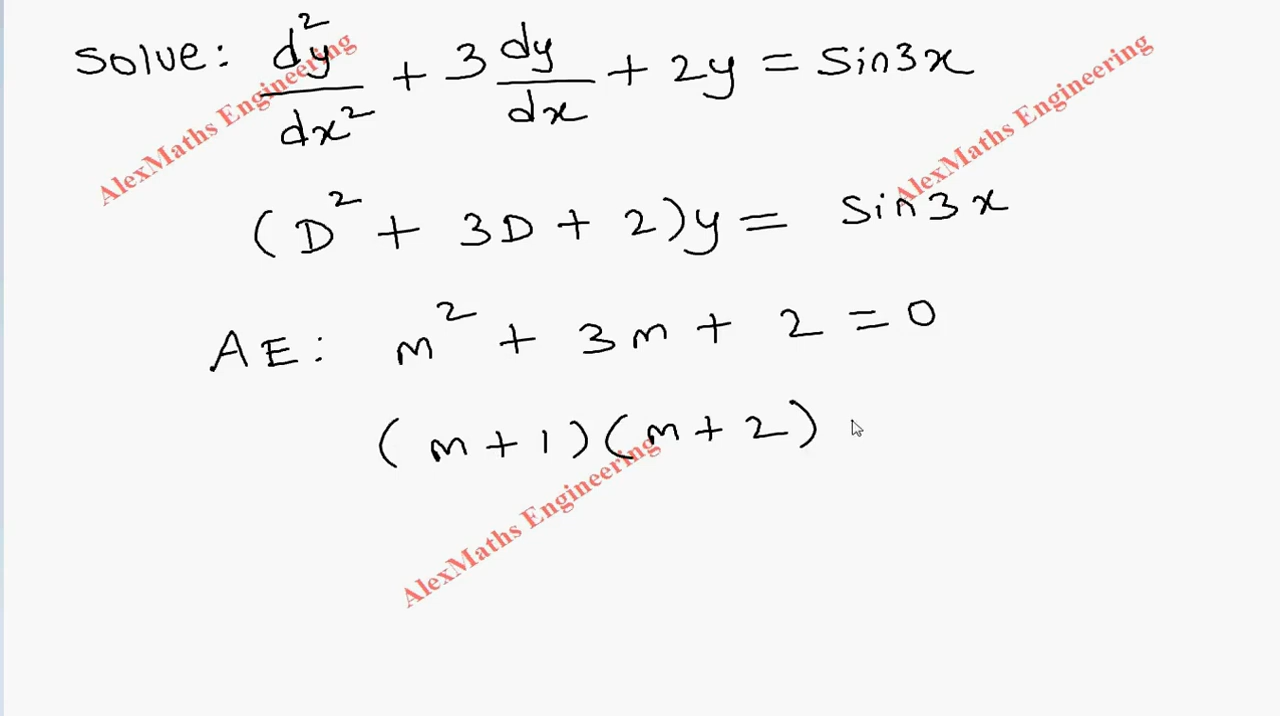 Solve: d²y/dx² + 3 dy/dx + 2y = Sin3x
(D² + 3D + 2)y = Sin3x
AE: m² + 3m + 2 = 0
(m + 1)(m + 2)
AlexMaths Engineering
AlexMaths Engineering
AlexMaths Engineering